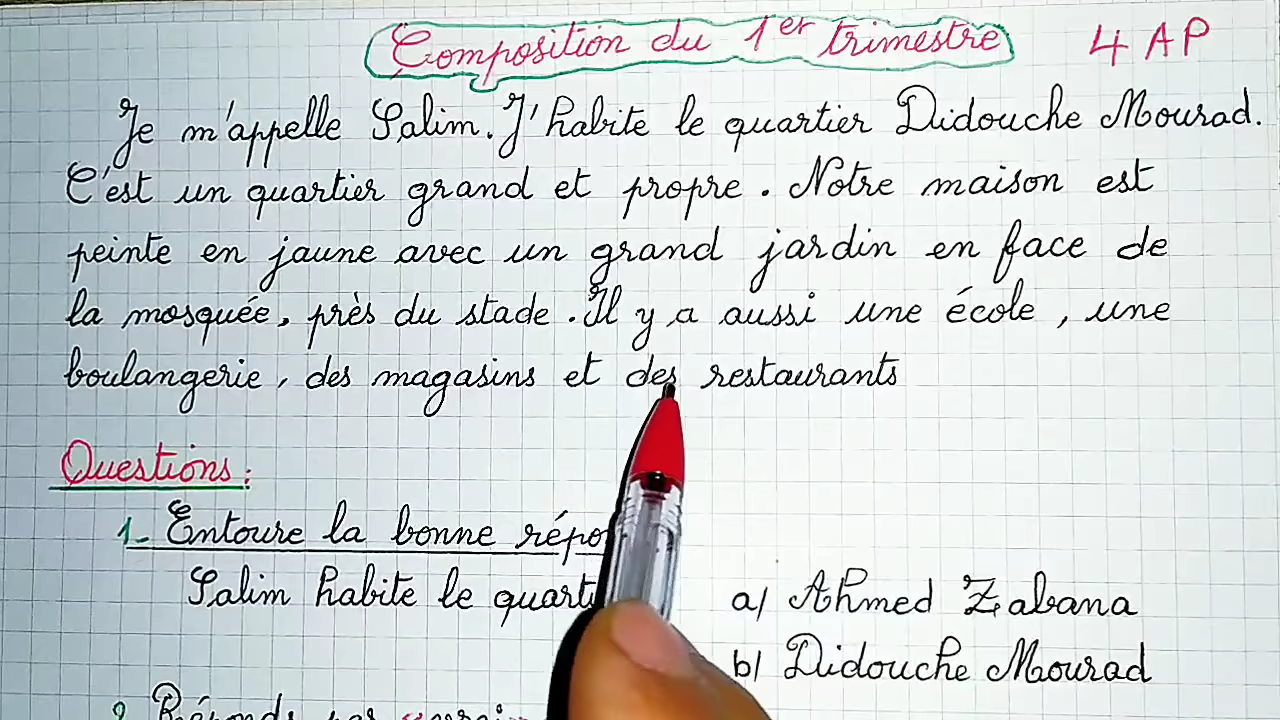 Composition du 1er trimestre 4 AP
Je m'appelle Salim. J'habite le quartier Didouche Mourad.
C'est un quartier grand et propre. Notre maison est
peinte en jaune avec un grand jardin en face de
la mosquée, près du stade. Il y a aussi une école, une
boulangerie, des magasins et des restaurants
Questions:
1- Entoure la bonne répo
Salim habite le quarti a/ Ahmed Zabana
b/ Didouche Mourad
2 Réponds par